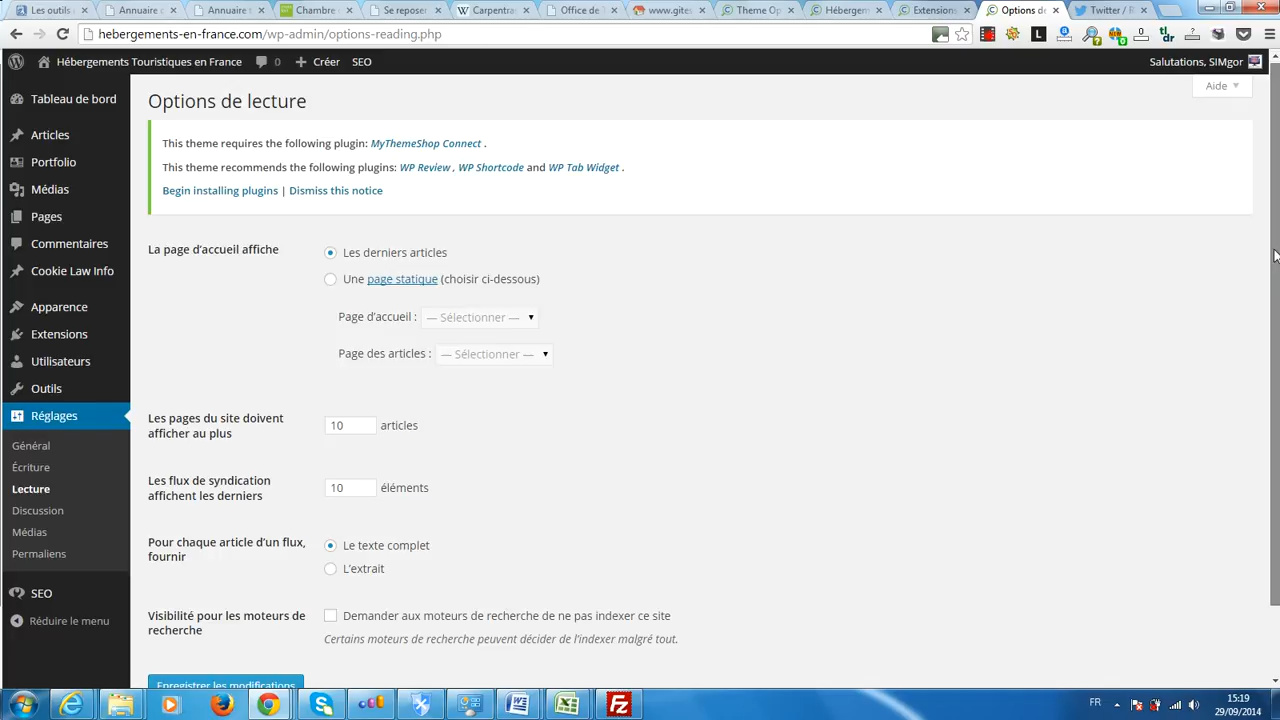 Les outils
Annuaire d
Annuaire t
Chambre
Se reposer
Carpentras
Office de
www.gites
Theme Op
Héberge
Extensions
Options de
Twitter / R
hebergements-en-france.com/wp-admin/options-reading.php
Hébergements Touristiques en France 0 + Créer SEO
Salutations, SIMgor
Aide ▼
Tableau de bord
Articles
Portfolio
Médias
Pages
Commentaires
Cookie Law Info
Apparence
Extensions
Utilisateurs
Outils
Réglages
Général
Écriture
Lecture
Discussion
Médias
Permaliens
SEO
Réduire le menu
Options de lecture
This theme requires the following plugin: MyThemeShop Connect .
This theme recommends the following plugins: WP Review , WP Shortcode and WP Tab Widget .
Begin installing plugins | Dismiss this notice
La page d’accueil affiche
Les derniers articles
Une page statique (choisir ci-dessous)
Page d’accueil : — Sélectionner —
Page des articles : — Sélectionner —
Les pages du site doivent
afficher au plus
10 articles
Les flux de syndication
affichent les derniers
10 éléments
Pour chaque article d’un flux,
fournir
Le texte complet
L’extrait
Visibilité pour les moteurs de
recherche
Demander aux moteurs de recherche de ne pas indexer ce site
Certains moteurs de recherche peuvent décider de l’indexer malgré tout.
Enregistrer les modifications
FR
15:19
29/09/2014